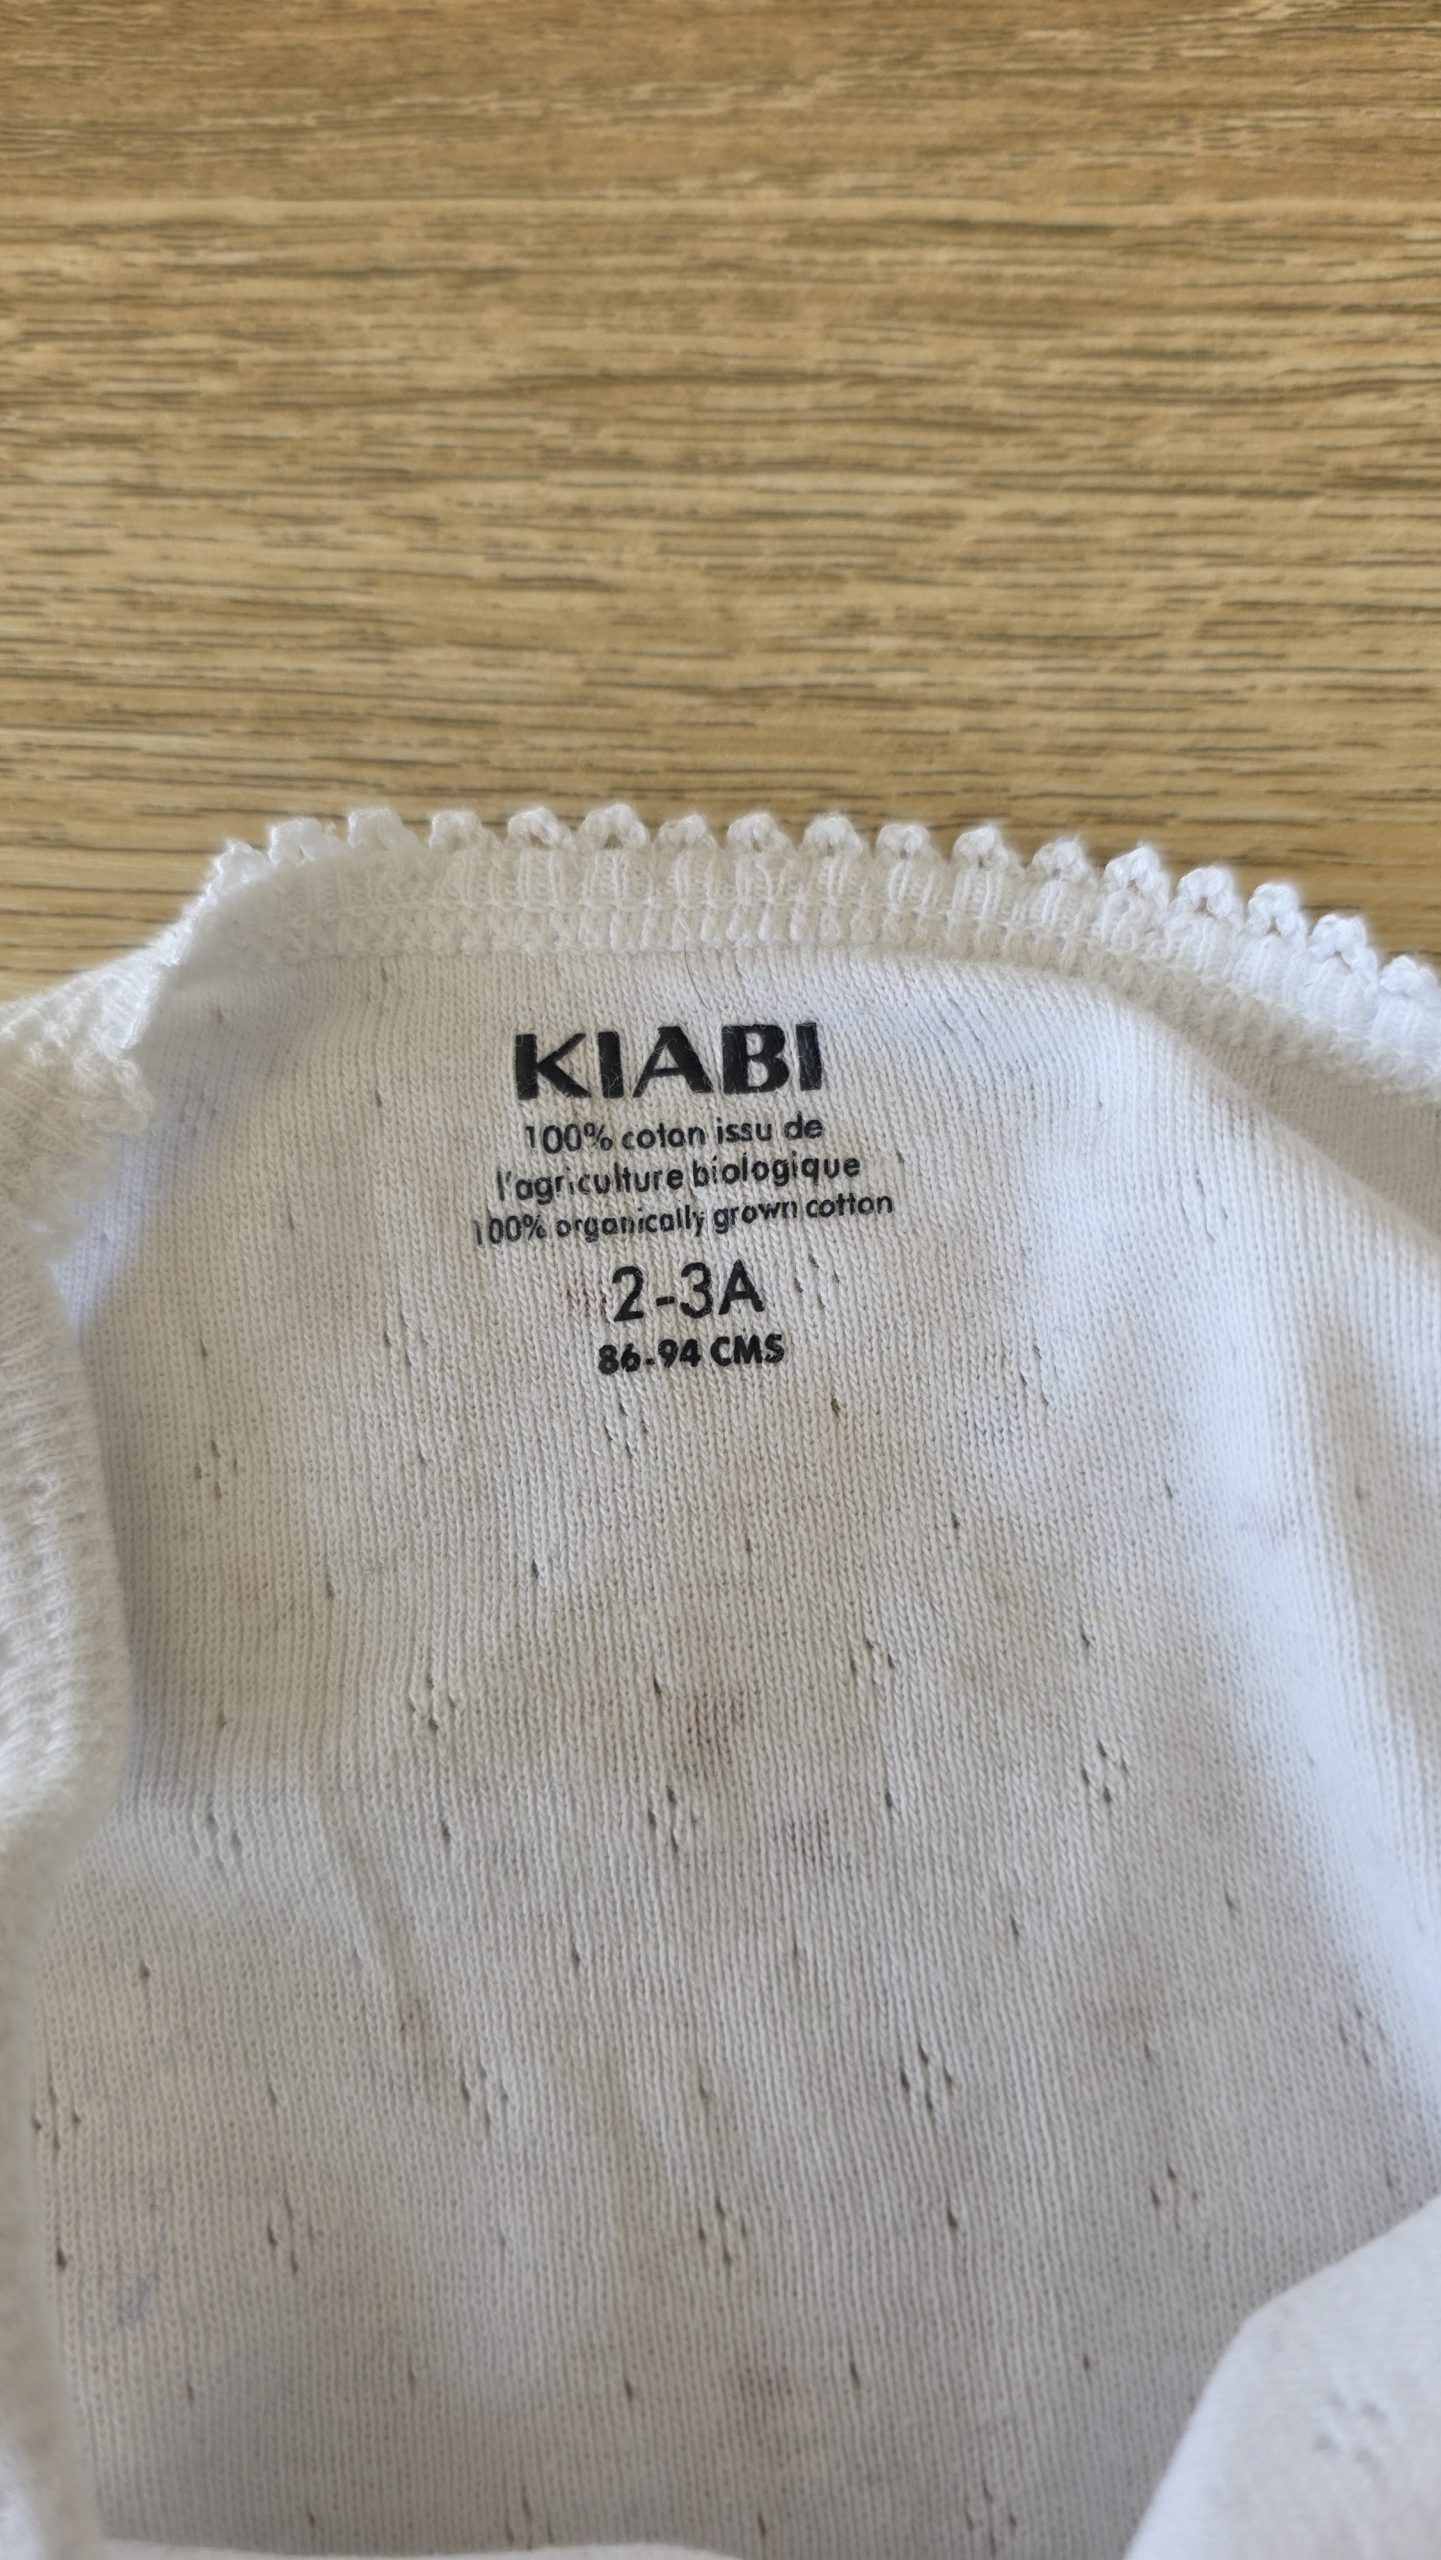 KIABI
100% coton issu de
l'agriculture biologique
100% organically grown cotton
2-3A
86-94 CMS